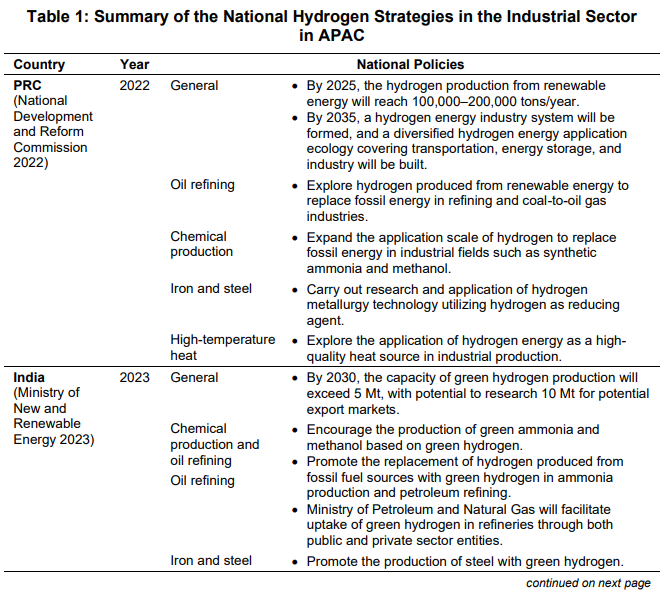 Table 1: Summary of the National Hydrogen Strategies in the Industrial Sector
in APAC
Country Year National Policies
PRC
(National
Development
and Reform
Commission
2022)
2022
General
• By 2025, the hydrogen production from renewable
energy will reach 100,000–200,000 tons/year.
• By 2035, a hydrogen energy industry system will be
formed, and a diversified hydrogen energy application
ecology covering transportation, energy storage, and
industry will be built.
Oil refining
• Explore hydrogen produced from renewable energy to
replace fossil energy in refining and coal-to-oil gas
industries.
Chemical
production
• Expand the application scale of hydrogen to replace
fossil energy in industrial fields such as synthetic
ammonia and methanol.
Iron and steel
• Carry out research and application of hydrogen
metallurgy technology utilizing hydrogen as reducing
agent.
High-temperature
heat
• Explore the application of hydrogen energy as a high-
quality heat source in industrial production.
India
(Ministry of
New and
Renewable
Energy 2023)
2023
General
• By 2030, the capacity of green hydrogen production will
exceed 5 Mt, with potential to research 10 Mt for potential
export markets.
Chemical
production and
oil refining
Oil refining
• Encourage the production of green ammonia and
methanol based on green hydrogen.
• Promote the replacement of hydrogen produced from
fossil fuel sources with green hydrogen in ammonia
production and petroleum refining.
• Ministry of Petroleum and Natural Gas will facilitate
uptake of green hydrogen in refineries through both
public and private sector entities.
Iron and steel
• Promote the production of steel with green hydrogen.
continued on next page